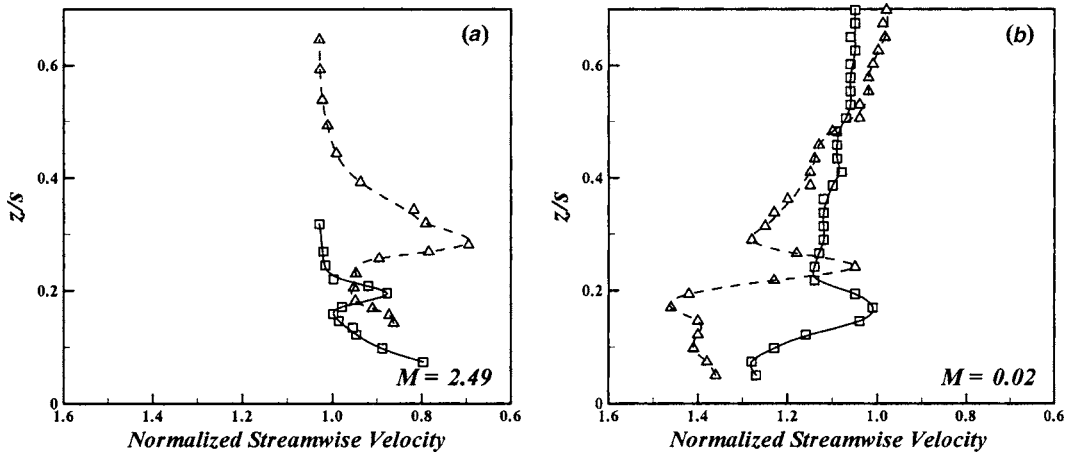 (a)
0.6
0.4
z/s
0.2
0
M = 2.49
1.6 1.4 1.2 1.0 0.8 0.6
Normalized Streamwise Velocity
(b)
0.6
0.4
z/s
0.2
0
M = 0.02
1.6 1.4 1.2 1.0 0.8 0.6
Normalized Streamwise Velocity